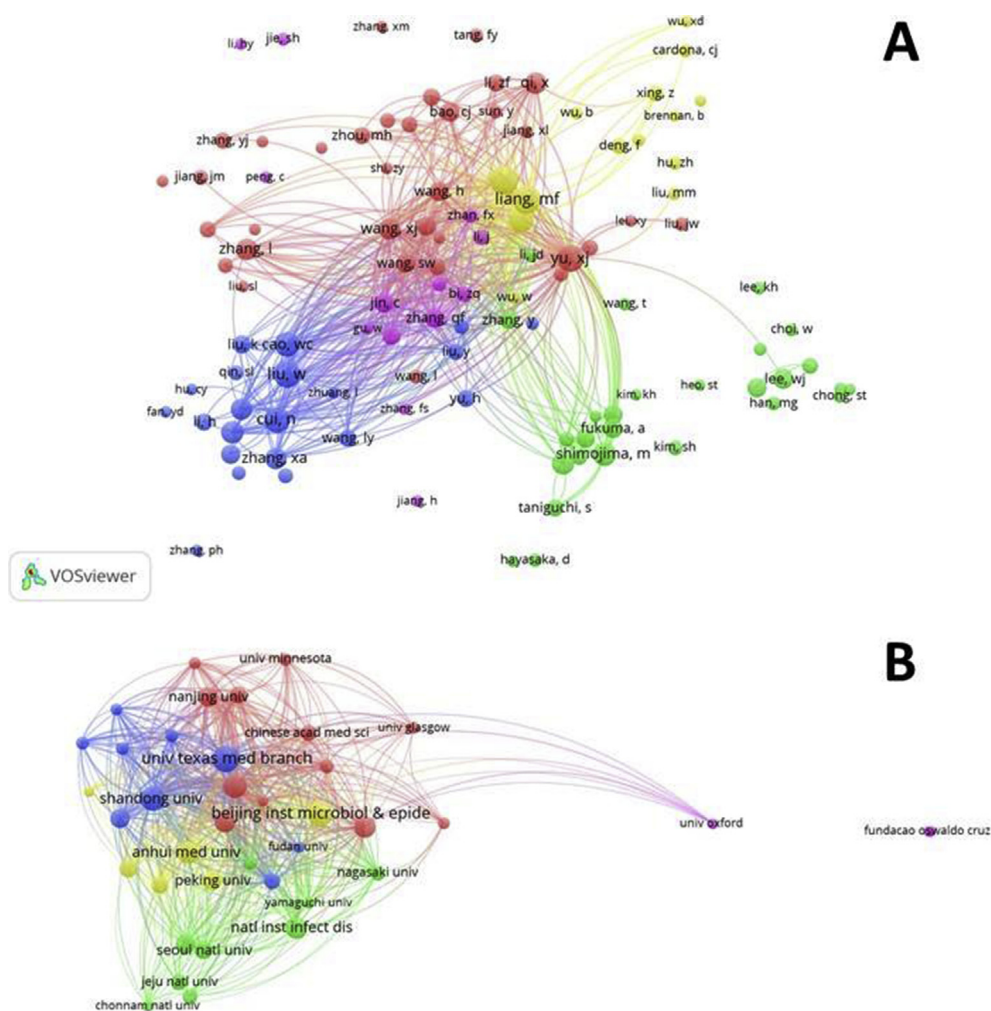 A
zhang, xm
wu, xd
li, hy
jie, sh
tang, fy
cardona, cj
li, zf
qi, x
xing, z
bao, cj
sun, y
wu, b
brennan, b
zhou, mh
jiang, xl
zhang, yj
deng, f
shi, zy
hu, zh
jiang, jm
peng, c
wang, h
liang, mf
liu, mm
zhan, fx
wang, xj
lei, xy
liu, jw
li, j
zhang, l
li, jd
yu, xj
wang, sw
liu, sl
bi, zq
lee, kh
jin, c
wu, w
wang, t
zhang, qf
zhang, y
gu, w
choi, w
liu, k
cao, wc
liu, y
qin, sl
liu, w
wang, l
lee, wj
heo, st
hu, cy
zhuang, l
kim, kh
chong, st
yu, h
han, mg
fan, yd
zhang, fs
li, h
cui, n
fukuma, a
wang, ly
kim, sh
zhang, xa
shimojima, m
jiang, h
taniguchi, s
zhang, ph
hayasaka, d
VOSviewer
B
univ minnesota
nanjing univ
univ glasgow
chinese acad med sci
univ texas med branch
shandong univ
beijing inst microbiol & epide
univ oxford
fundacao oswaldo cruz
fudan univ
anhui med univ
nagasaki univ
peking univ
yamaguchi univ
natl inst infect dis
seoul natl univ
jeju natl univ
chonnam natl univ